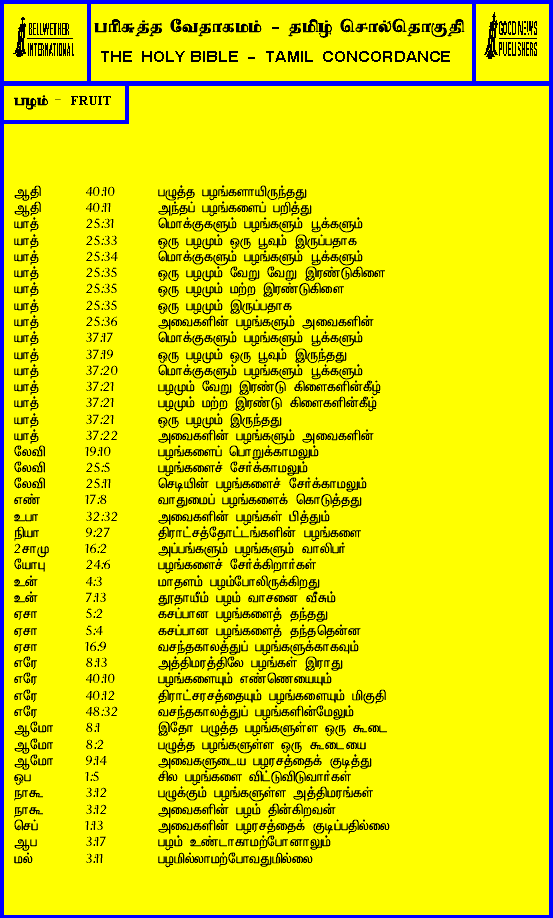 BELLWETHER
INTERNATIONAL
பரிசுத்த வேதாகமம் - தமிழ் சொல்தொகுதி
THE HOLY BIBLE - TAMIL CONCORDANCE
GOOD NEWS
PUBLISHERS
பழம் - FRUIT
ஆதி 40:10 பழுத்த பழங்களாயிருந்தது
ஆதி 40:11 அந்தப் பழங்களைப் பறித்து
யாத் 25:31 மொக்குகளும் பழங்களும் பூக்களும்
யாத் 25:33 ஒரு பழமும் ஒரு பூவும் இருப்பதாக
யாத் 25:34 மொக்குகளும் பழங்களும் பூக்களும்
யாத் 25:35 ஒரு பழமும் வேறு வேறு இரண்டுகிளை
யாத் 25:35 ஒரு பழமும் மற்ற இரண்டுகிளை
யாத் 25:35 ஒரு பழமும் இருப்பதாக
யாத் 25:36 அவைகளின் பழங்களும் அவைகளின்
யாத் 37:17 மொக்குகளும் பழங்களும் பூக்களும்
யாத் 37:19 ஒரு பழமும் ஒரு பூவும் இருந்தது
யாத் 37:20 மொக்குகளும் பழங்களும் பூக்களும்
யாத் 37:21 பழமும் வேறு இரண்டு கிளைகளின்கீழ்
யாத் 37:21 பழமும் மற்ற இரண்டு கிளைகளின்கீழ்
யாத் 37:21 ஒரு பழமும் இருந்தது
யாத் 37:22 அவைகளின் பழங்களும் அவைகளின்
லேவி 19:10 பழங்களைப் பொறுக்காமலும்
லேவி 25:5 பழங்களைச் சேர்க்காமலும்
லேவி 25:11 செடியின் பழங்களைச் சேர்க்காமலும்
எண் 17:8 வாதுமைப் பழங்களைக் கொடுத்தது
உபா 32:32 அவைகளின் பழங்கள் பித்தும்
நியா 9:27 திராட்சத்தோட்டங்களின் பழங்களை
2சாமு 16:2 அப்பங்களும் பழங்களும் வாலிபர்
யோபு 24:6 பழங்களைச் சேர்க்கிறார்கள்
உன் 4:3 மாதளம் பழம்போலிருக்கிறது
உன் 7:13 தூதாயீம் பழம் வாசனை வீசும்
ஏசா 5:2 கசப்பான பழங்களைத் தந்தது
ஏசா 5:4 கசப்பான பழங்களைத் தந்ததென்ன
ஏசா 16:9 வசந்தகாலத்துப் பழங்களுக்காகவும்
எரே 8:13 அத்திமரத்திலே பழங்கள் இராது
எரே 40:10 பழங்களையும் எண்ணெயையும்
எரே 40:12 திராட்சரசத்தையும் பழங்களையும் மிகுதி
எரே 48:32 வசந்தகாலத்துப் பழங்களின்மேலும்
ஆமோ 8:1 இதோ பழுத்த பழங்களுள்ள ஒரு கூடை
ஆமோ 8:2 பழுத்த பழங்களுள்ள ஒரு கூடையை
ஆமோ 9:14 அவைகளுடைய பழரசத்தைக் குடித்து
ஒப 1:5 சில பழங்களை விட்டுவிடுவார்கள்
நாகூ 3:12 பழுக்கும் பழங்களுள்ள அத்திமரங்கள்
நாகூ 3:12 அவைகளின் பழம் தின்கிறவன்
செப் 1:13 அவைகளின் பழரசத்தைக் குடிப்பதில்லை
ஆப 3:17 பழம் உண்டாகாமற்போனாலும்
மல் 3:11 பழமில்லாமற்போவதுமில்லை